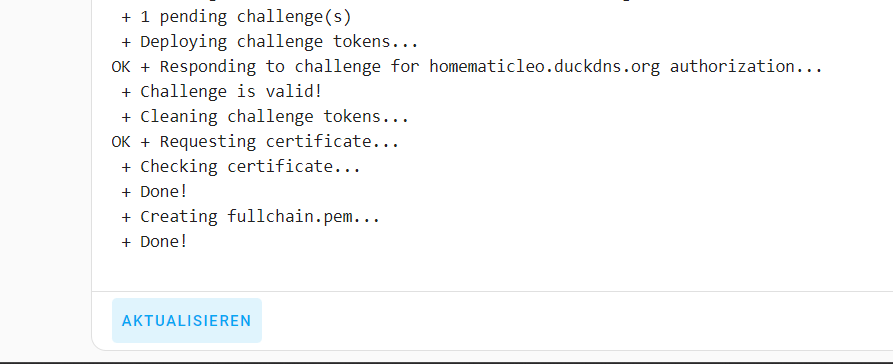 + 1 pending challenge(s)
+ Deploying challenge tokens...
OK + Responding to challenge for homematicleo.duckdns.org authorization...
+ Challenge is valid!
+ Cleaning challenge tokens...
OK + Requesting certificate...
+ Checking certificate...
+ Done!
+ Creating fullchain.pem...
+ Done!
AKTUALISIEREN